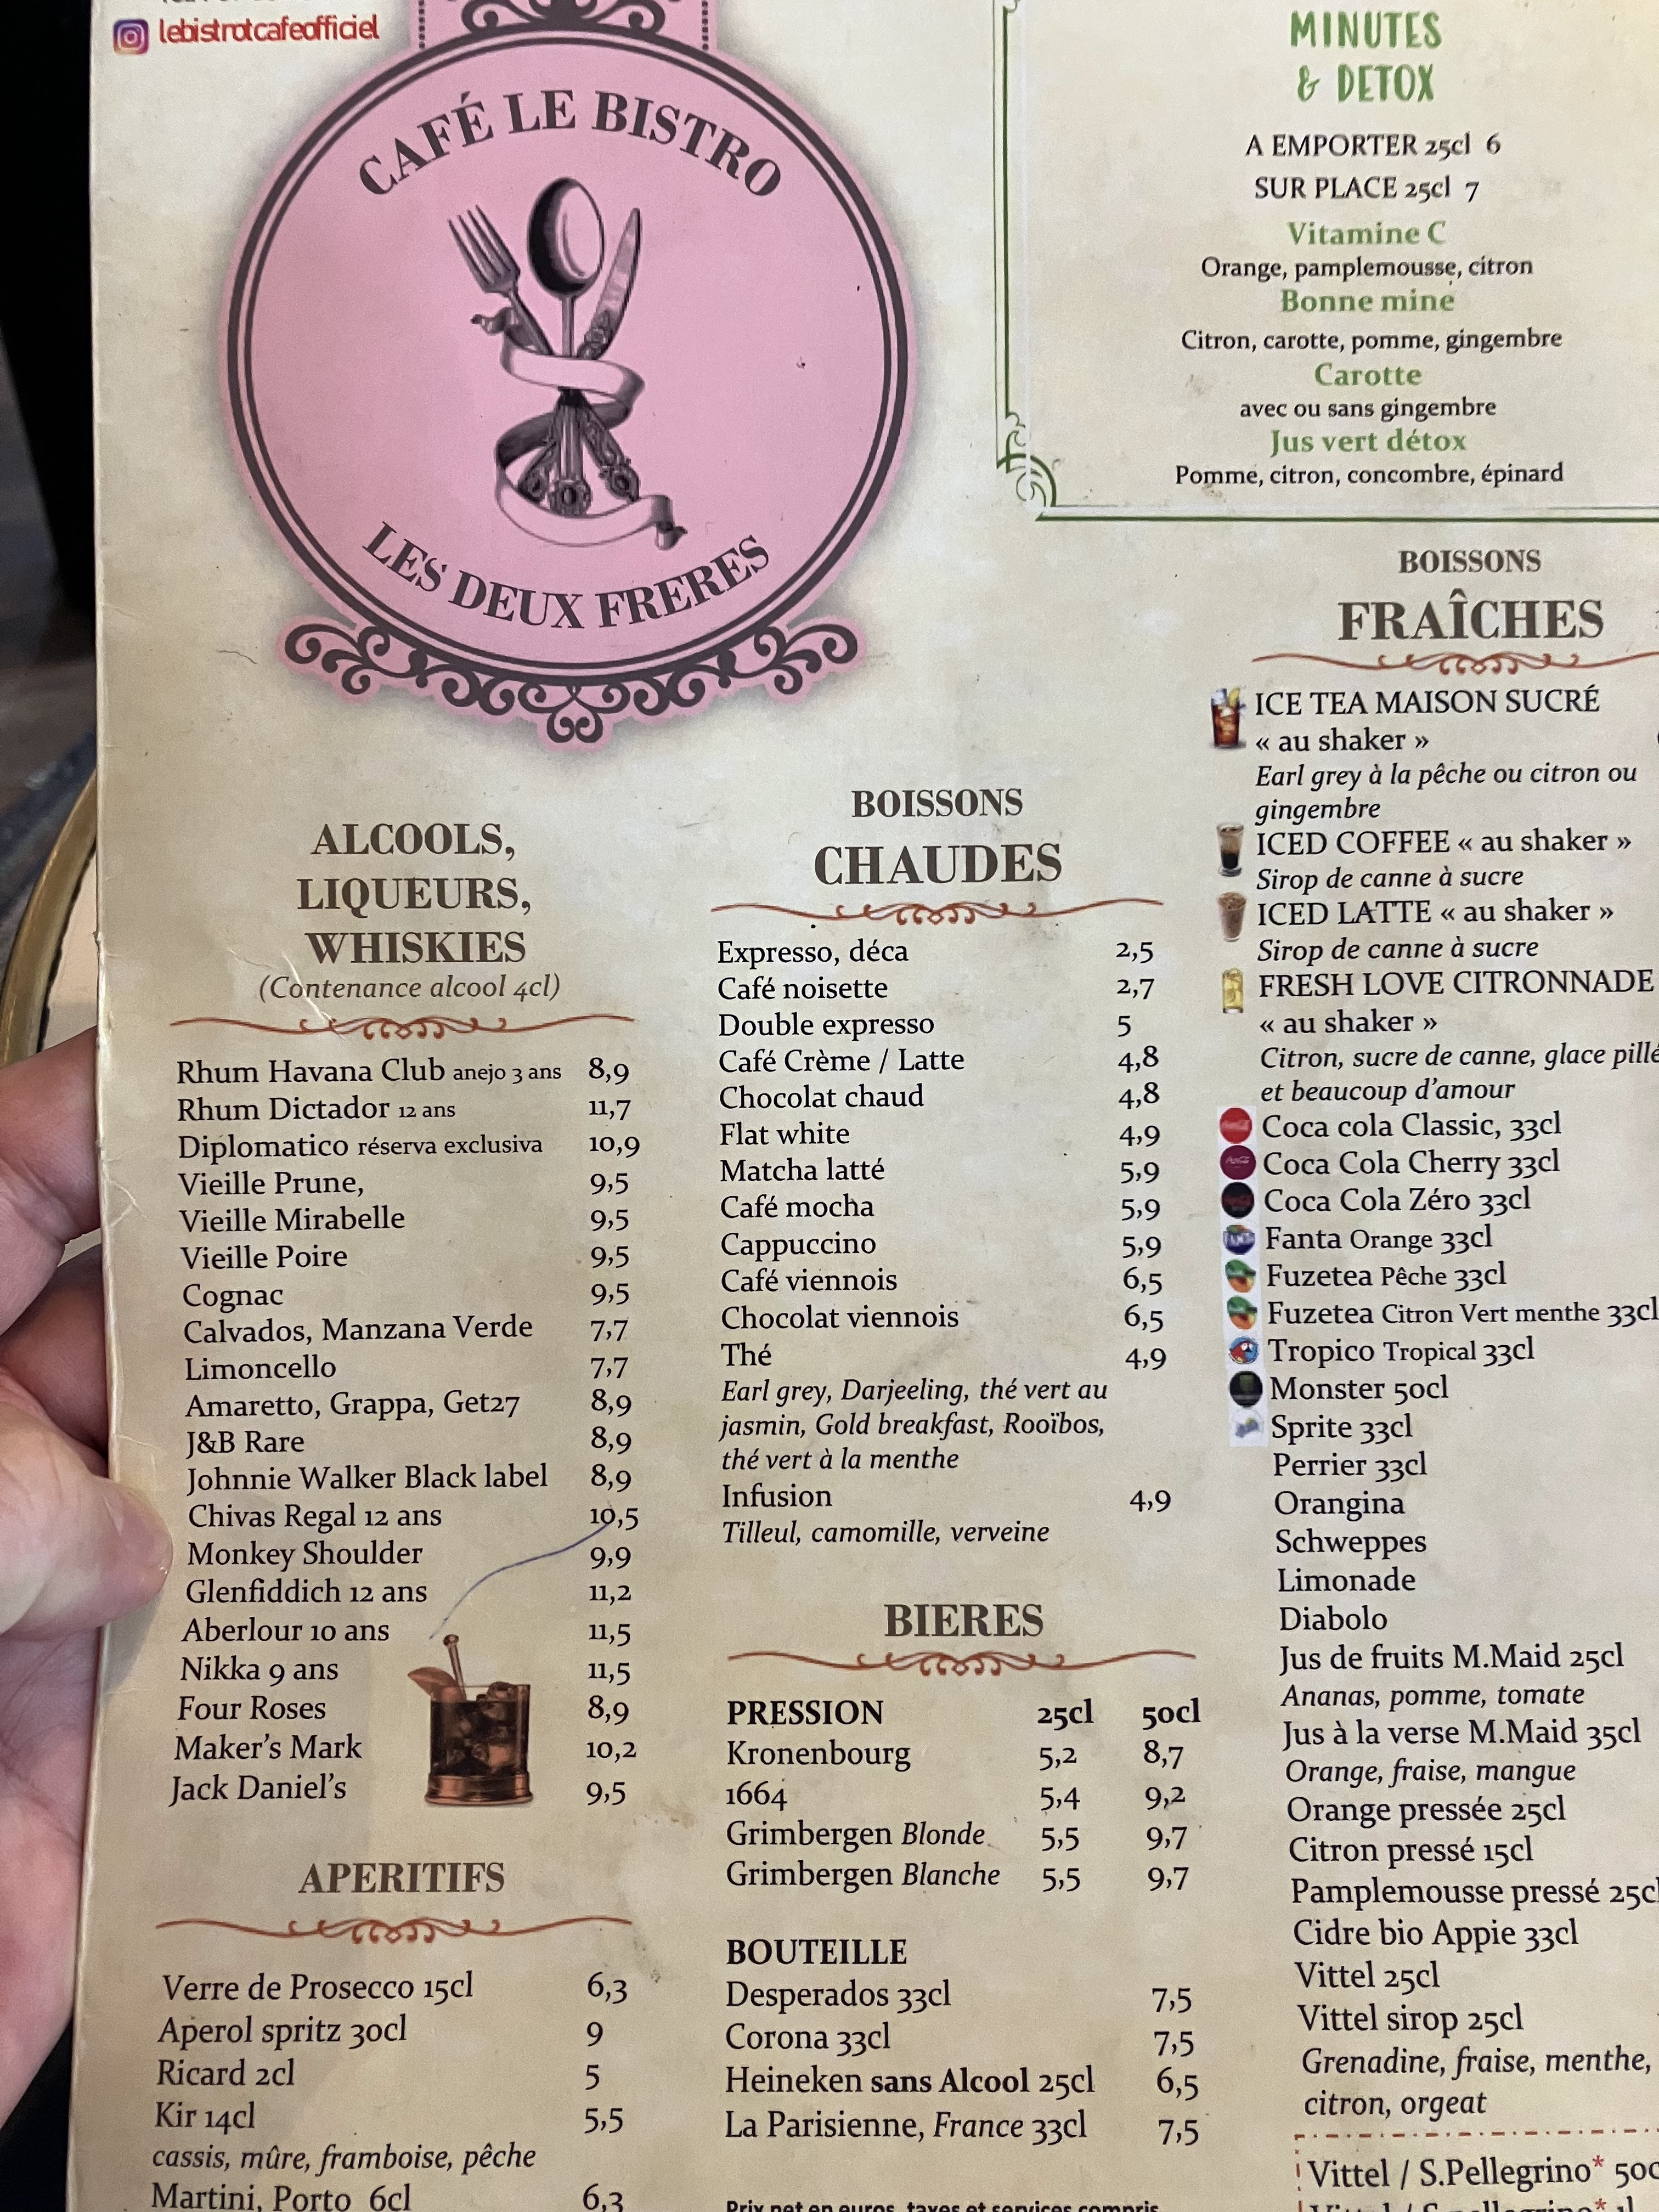 lebistrotcafeofficiel
CAFÉ LE BISTRO
LES DEUX FRERES
MINUTES
& DETOX
A EMPORTER 25cl 6
SUR PLACE 25cl 7
Vitamine C
Orange, pamplemousse, citron
Bonne mine
Citron, carotte, pomme, gingembre
Carotte
avec ou sans gingembre
Jus vert détox
Pomme, citron, concombre, épinard
ALCOOLS,
LIQUEURS,
WHISKIES
(Contenance alcool 4cl)
Rhum Havana Club anejo 3 ans 8,9
Rhum Dictador 12 ans 11,7
Diplomatico réserva exclusiva 10,9
Vieille Prune, 9,5
Vieille Mirabelle 9,5
Vieille Poire 9,5
Cognac 9,5
Calvados, Manzana Verde 7,7
Limoncello 7,7
Amaretto, Grappa, Get27 8,9
J&B Rare 8,9
Johnnie Walker Black label 8,9
Chivas Regal 12 ans 10,5
Monkey Shoulder 9,9
Glenfiddich 12 ans 11,2
Aberlour 10 ans 11,5
Nikka 9 ans 11,5
Four Roses 8,9
Maker's Mark 10,2
Jack Daniel's 9,5
APERITIFS
Verre de Prosecco 15cl 6,3
Aperol spritz 30cl 9
Ricard 2cl 5
Kir 14cl 5,5
cassis, mûre, framboise, pêche
Martini, Porto 6cl 6,3
BOISSONS
CHAUDES
Expresso, déca 2,5
Café noisette 2,7
Double expresso 5
Café Crème / Latte 4,8
Chocolat chaud 4,8
Flat white 4,9
Matcha latté 5,9
Café mocha 5,9
Cappuccino 5,9
Café viennois 6,5
Chocolat viennois 6,5
Thé 4,9
Earl grey, Darjeeling, thé vert au
jasmin, Gold breakfast, Rooïbos,
thé vert à la menthe
Infusion 4,9
Tilleul, camomille, verveine
BIERES
PRESSION 25cl 50cl
Kronenbourg 5,2 8,7
1664 5,4 9,2
Grimbergen Blonde 5,5 9,7
Grimbergen Blanche 5,5 9,7
BOUTEILLE
Desperados 33cl 7,5
Corona 33cl 7,5
Heineken sans Alcool 25cl 6,5
La Parisienne, France 33cl 7,5
Prix net en euros, taxes et services compris
BOISSONS
FRAÎCHES
ICE TEA MAISON SUCRÉ
« au shaker »
Earl grey à la pêche ou citron ou
gingembre
ICED COFFEE « au shaker »
Sirop de canne à sucre
ICED LATTE « au shaker »
Sirop de canne à sucre
FRESH LOVE CITRONNADE
« au shaker »
Citron, sucre de canne, glace pillé
et beaucoup d'amour
Coca cola Classic, 33cl
Coca Cola Cherry 33cl
Coca Cola Zéro 33cl
Fanta Orange 33cl
Fuzetea Pêche 33cl
Fuzetea Citron Vert menthe 33cl
Tropico Tropical 33cl
Monster 50cl
Sprite 33cl
Perrier 33cl
Orangina
Schweppes
Limonade
Diabolo
Jus de fruits M.Maid 25cl
Ananas, pomme, tomate
Jus à la verse M.Maid 35cl
Orange, fraise, mangue
Orange pressée 25cl
Citron pressé 15cl
Pamplemousse pressé 25cl
Cidre bio Appie 33cl
Vittel 25cl
Vittel sirop 25cl
Grenadine, fraise, menthe,
citron, orgeat
Vittel / S.Pellegrino* 50c